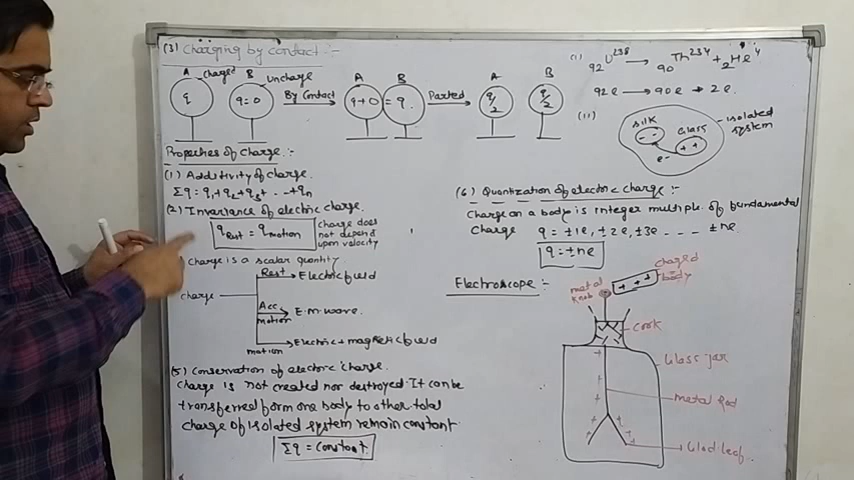 (3) Charging by contact :-
A charged B uncharge
q q=0 By Contact A B q+0 = q Parted A B q/2 q/2
Properties of Charge :-
(1) Additivity of charge.
Σq = q₁+q₂+q₃+ . . +qn
(2) Invariance of electric charge.
qRest = qmotion
charge does
not depend
upon velocity
Charge is a scalar quantity.
charge
Rest Electric field
Acc motion E.M. wave.
motion Electric + magnetic field
(5) Conservation of electric charge.
Charge is not created nor destroyed. It can be
transferred form one body to other total
charge of isolated system remain constant
Σq = constant.
(i) ₉₂U²³⁸ → ₉₀Th²³⁴ + ₂He⁴
92e → 90e + 2e.
(ii)
silk
Glass
e-
isolated
system
(6) Quantization of electric charge :-
Charge on a body is integer multiple of fundamental
Charge q = ±1e, ±2e, ±3e - - - - ±ne
q = ±ne
Electroscope :-
metal
knob
+ + +
charged
body
cook
Glass jar
metal Rod
Glod leaf